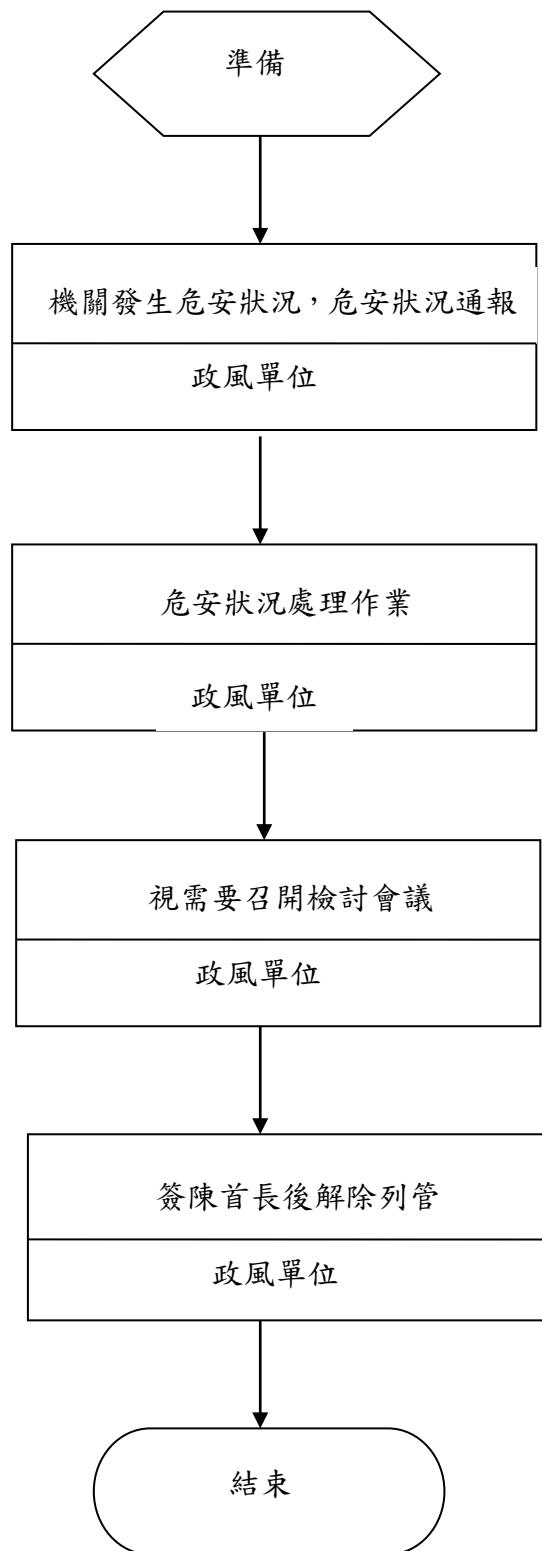 準備
機關發生危安狀況，危安狀況通報
政風單位
危安狀況處理作業
政風單位
視需要召開檢討會議
政風單位
簽陳首長後解除列管
政風單位
結束